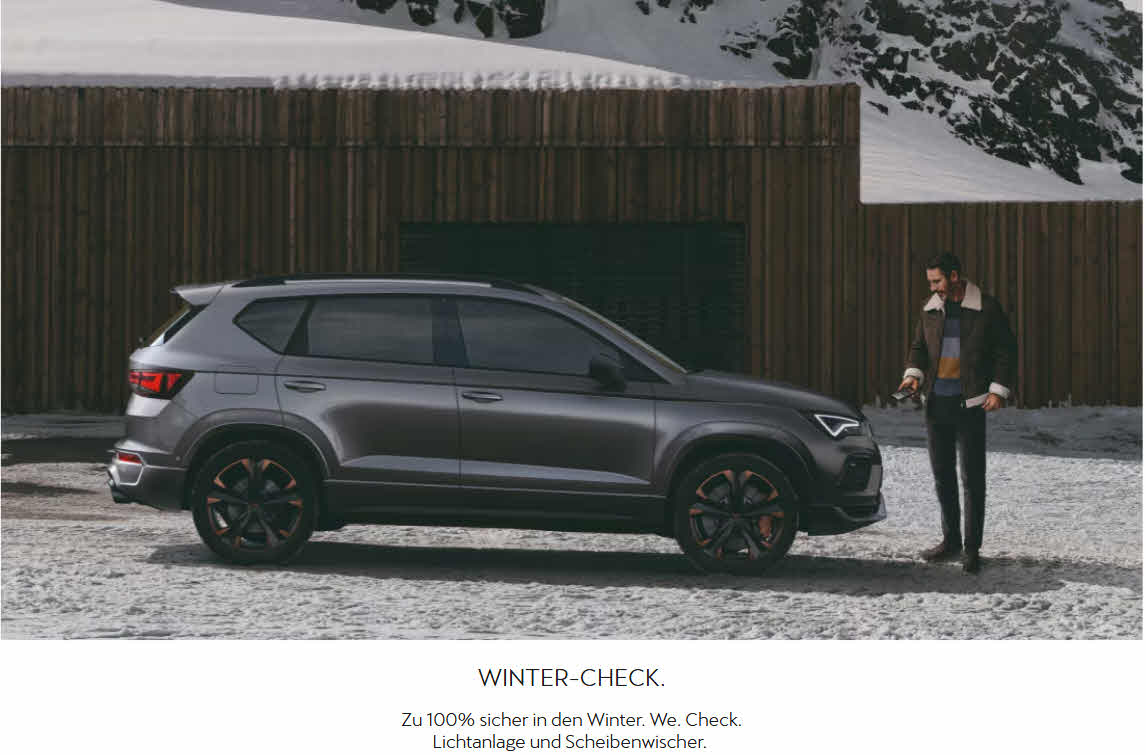 WINTER-CHECK.
Zu 100% sicher in den Winter. We. Check.
Lichtanlage und Scheibenwischer.